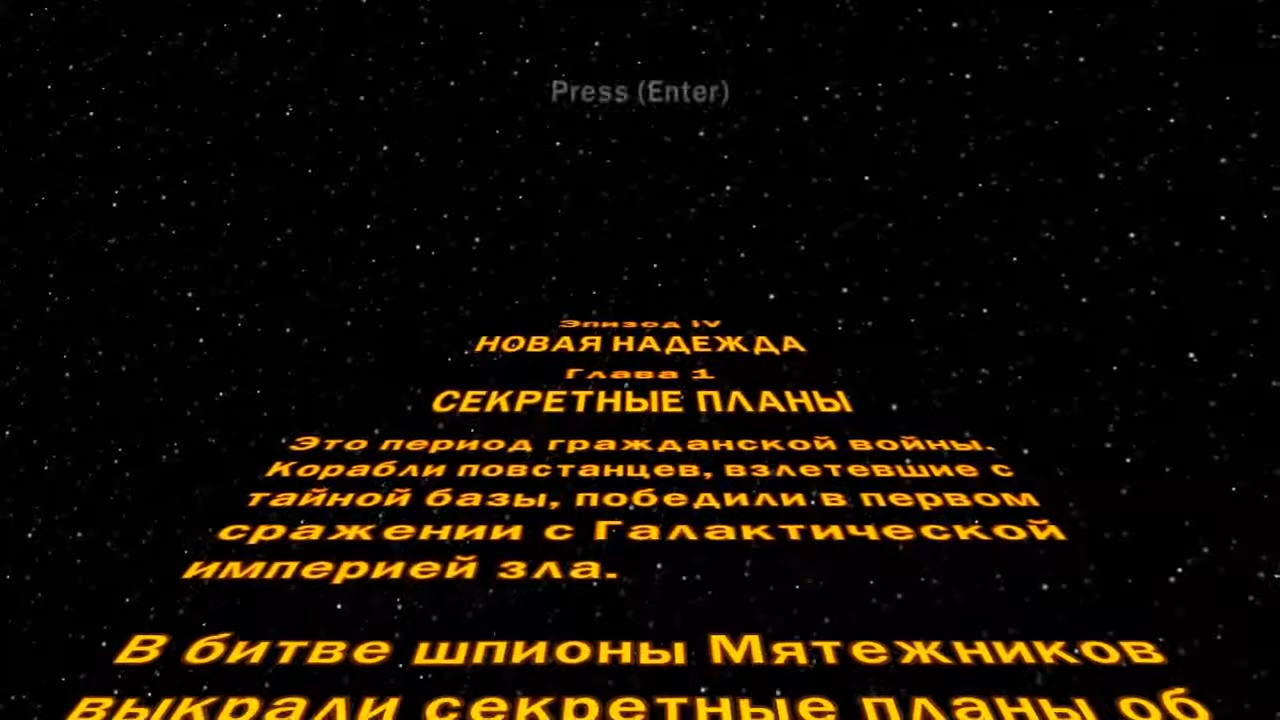 Press (Enter)
Эпизод IV
НОВАЯ НАДЕЖДА
Глава 1
СЕКРЕТНЫЕ ПЛАНЫ
Это период гражданской войны.
Корабли повстанцев, взлетевшие с
тайной базы, победили в первом
сражении с Галактической
империей зла.
В битве шпионы Мятежников
выкрали секретные планы об